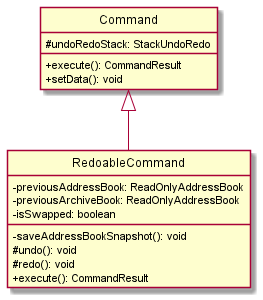 Command
#undoRedoStack: StackUndoRedo
+execute(): CommandResult
+setData(): void
RedoableCommand
-previousAddressBook: ReadOnlyAddressBook
-previousArchiveBook: ReadOnlyAddressBook
-isSwapped: boolean
-saveAddressBookSnapshot(): void
#undo(): void
#redo(): void
+execute(): CommandResult